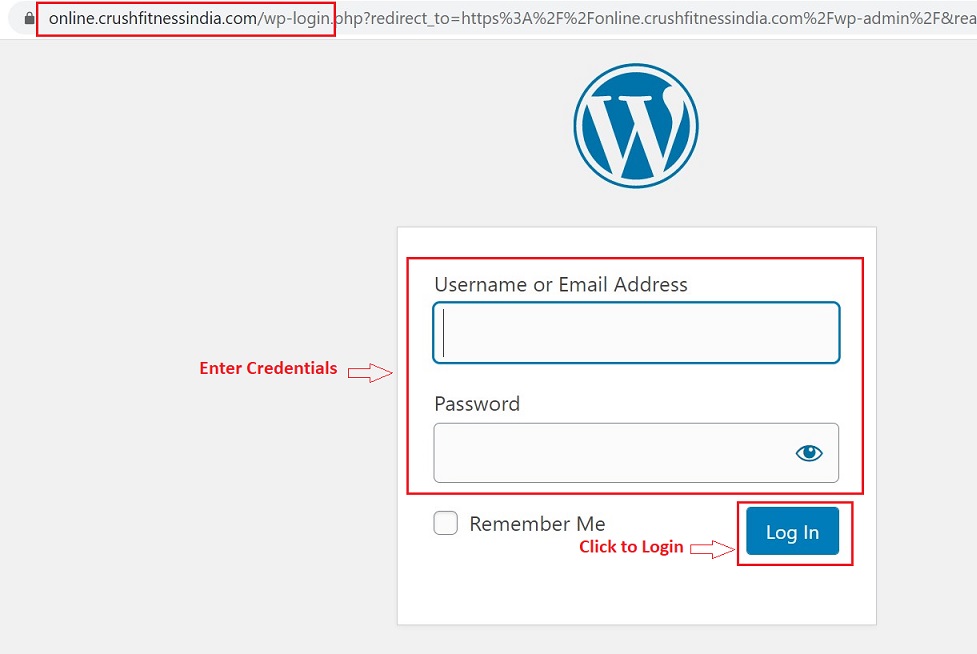 online.crushfitnessindia.com/wp-login.php?redirect_to=https%3A%2F%2Fonline.crushfitnessindia.com%2Fwp-admin%2F&rea
Username or Email Address
Enter Credentials
Password
Remember Me
Log In
Click to Login